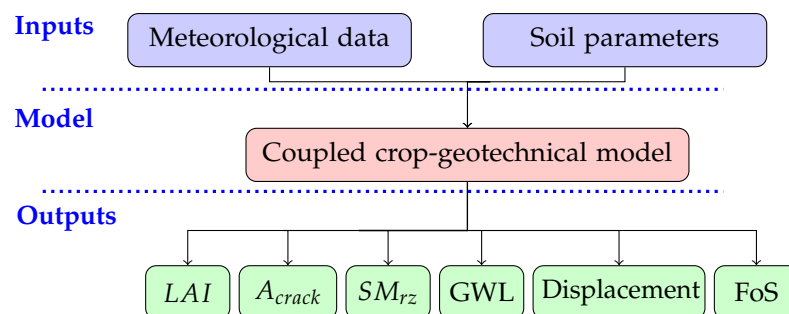 Inputs
Meteorological data
Soil parameters
Model
Coupled crop-geotechnical model
Outputs
LAI
A_crack
SM_rz
GWL
Displacement
FoS